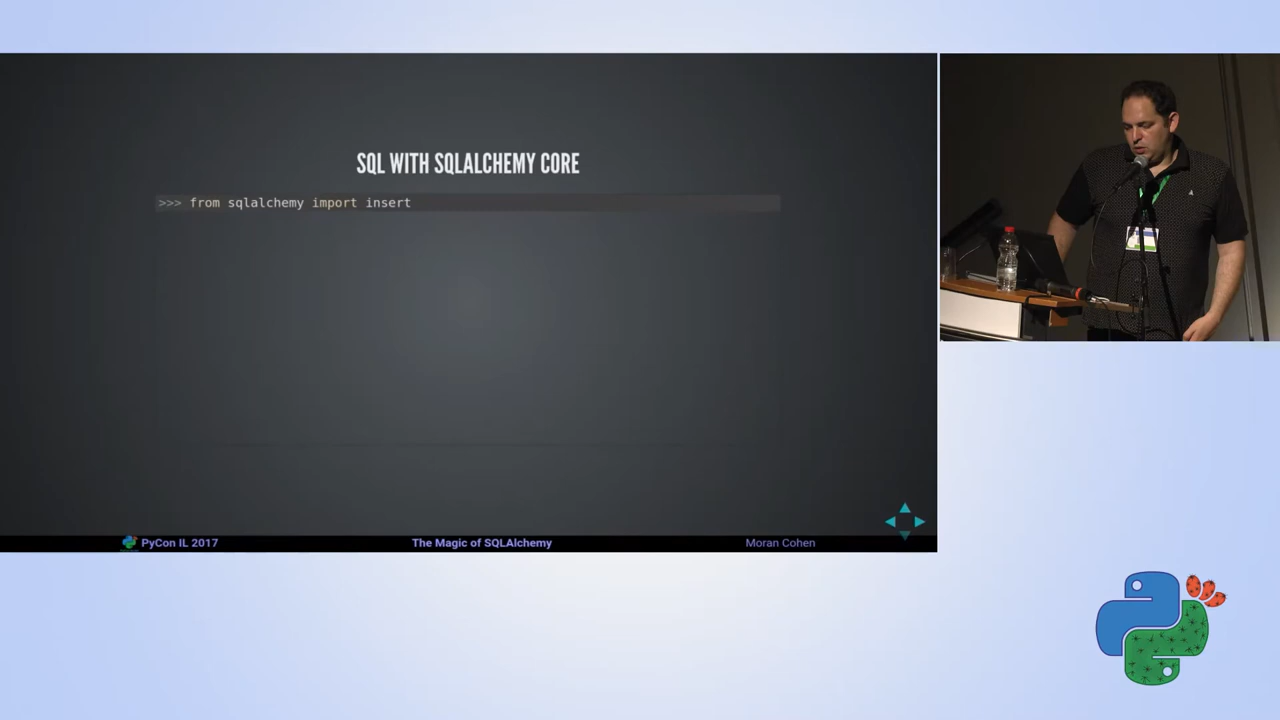 SQL WITH SQLALCHEMY CORE
>>> from sqlalchemy import insert
PyCon IL 2017
The Magic of SQLAlchemy
Moran Cohen